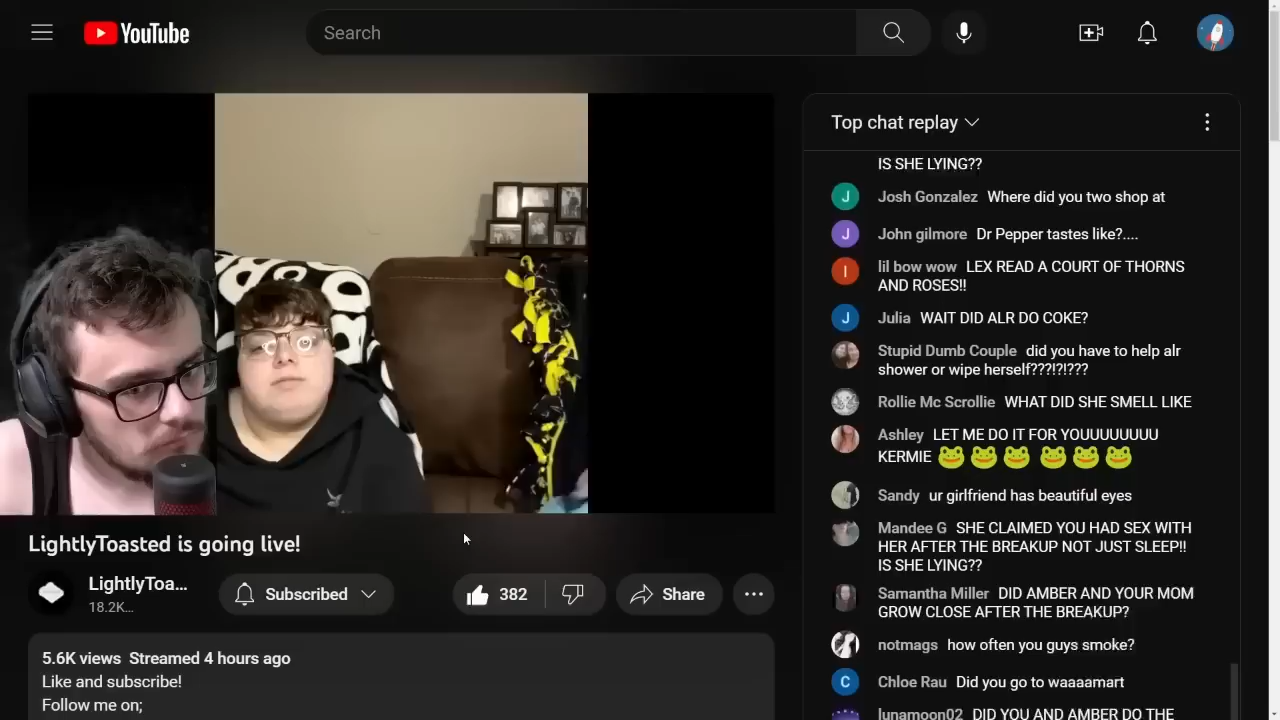 YouTube
Search
Top chat replay
IS SHE LYING??
J Josh Gonzalez Where did you two shop at
J John gilmore Dr Pepper tastes like?....
l lil bow wow LEX READ A COURT OF THORNS
AND ROSES!!
J Julia WAIT DID ALR DO COKE?
Stupid Dumb Couple did you have to help alr
shower or wipe herself???!?!???
Rollie Mc Scrollie WHAT DID SHE SMELL LIKE
Ashley LET ME DO IT FOR YOUUUUUUUU
KERMIE 🐸 🐸 🐸 🐸 🐸 🐸
Sandy ur girlfriend has beautiful eyes
Mandee G SHE CLAIMED YOU HAD SEX WITH
HER AFTER THE BREAKUP NOT JUST SLEEP!!
IS SHE LYING??
Samantha Miller DID AMBER AND YOUR MOM
GROW CLOSE AFTER THE BREAKUP?
notmags how often you guys smoke?
C Chloe Rau Did you go to waaaamart
lunamoon02 DID YOU AND AMBER DO THE
LightlyToasted is going live!
LightlyToa...
18.2K...
Subscribed
382
Share
5.6K views Streamed 4 hours ago
Like and subscribe!
Follow me on;